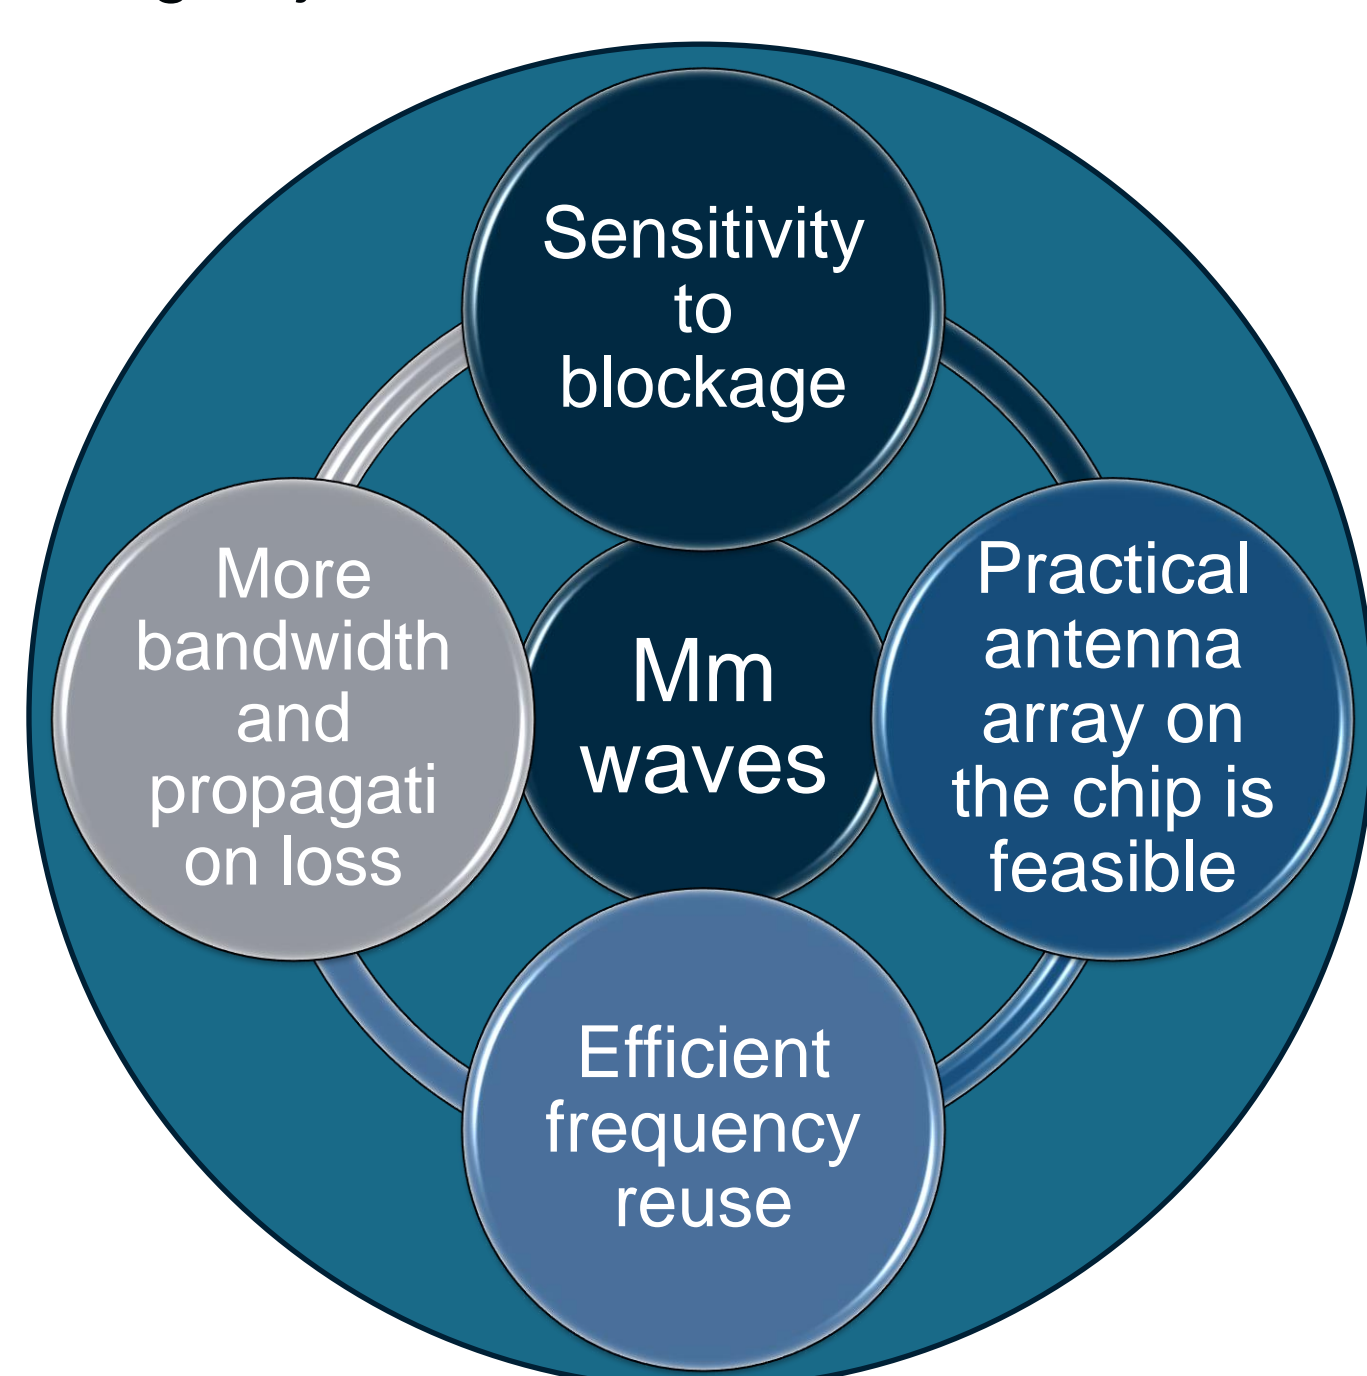 Sensitivity
to
blockage
Practical
antenna
array on
the chip is
feasible
Efficient
frequency
reuse
More
bandwidth
and
propagati
on loss
Mm
waves